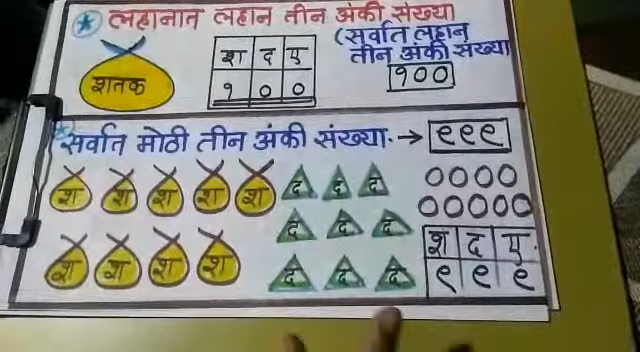 लहानात लहान तीन अंकी संख्या
(सर्वात लहान
तीन अंकी संख्या
शतक
श द ए
१ ० ०
१००
सर्वात मोठी तीन अंकी संख्या. → ९९९
श श श श श द द द
द द द
श श श श द द द
श द ए.
९ ९ ९